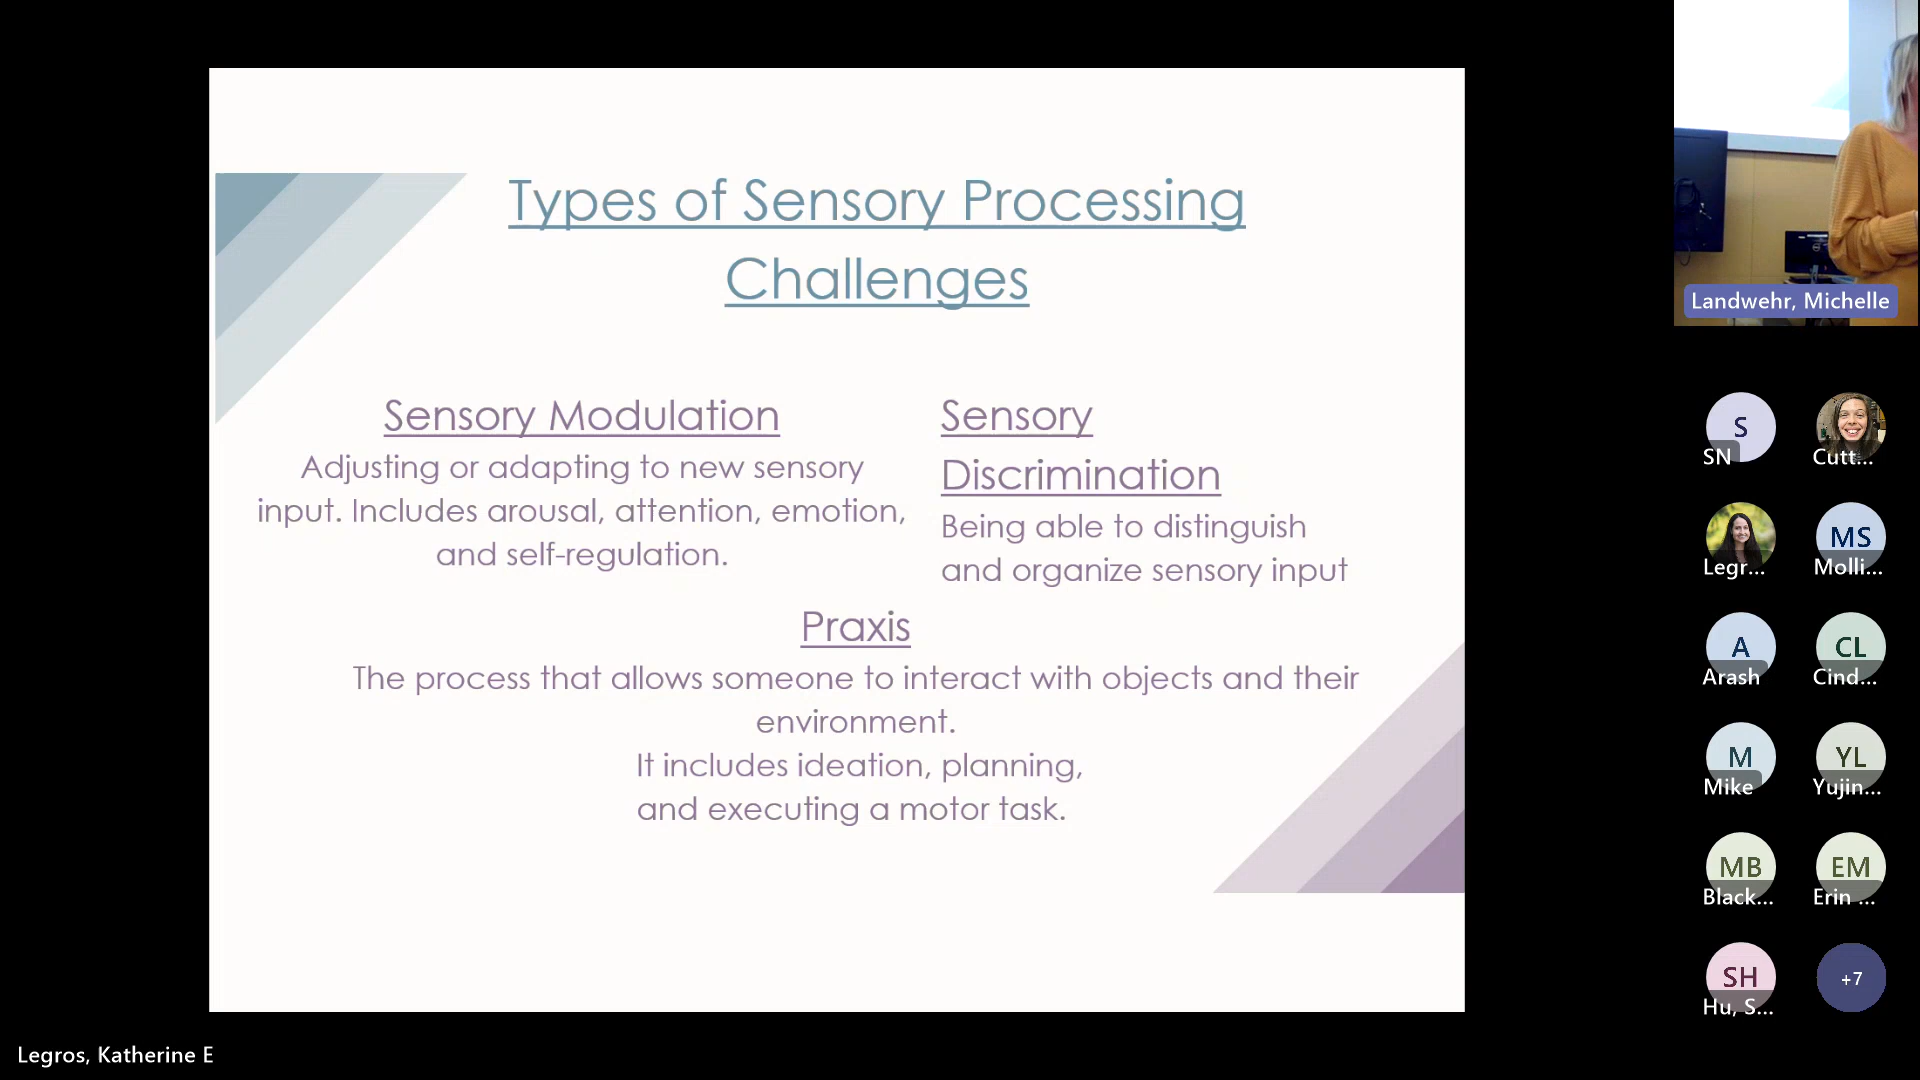 Types of Sensory Processing
Challenges
Sensory Modulation
Adjusting or adapting to new sensory
input. Includes arousal, attention, emotion,
and self-regulation.
Sensory
Discrimination
Being able to distinguish
and organize sensory input
Praxis
The process that allows someone to interact with objects and their
environment.
It includes ideation, planning,
and executing a motor task.
Landwehr, Michelle
S
SN
Cutt...
Legr...
MS
Molli...
A
Arash
CL
Cind...
M
Mike
YL
Yujin...
MB
Black...
EM
Erin ...
SH
Hu, S...
+7
Legros, Katherine E